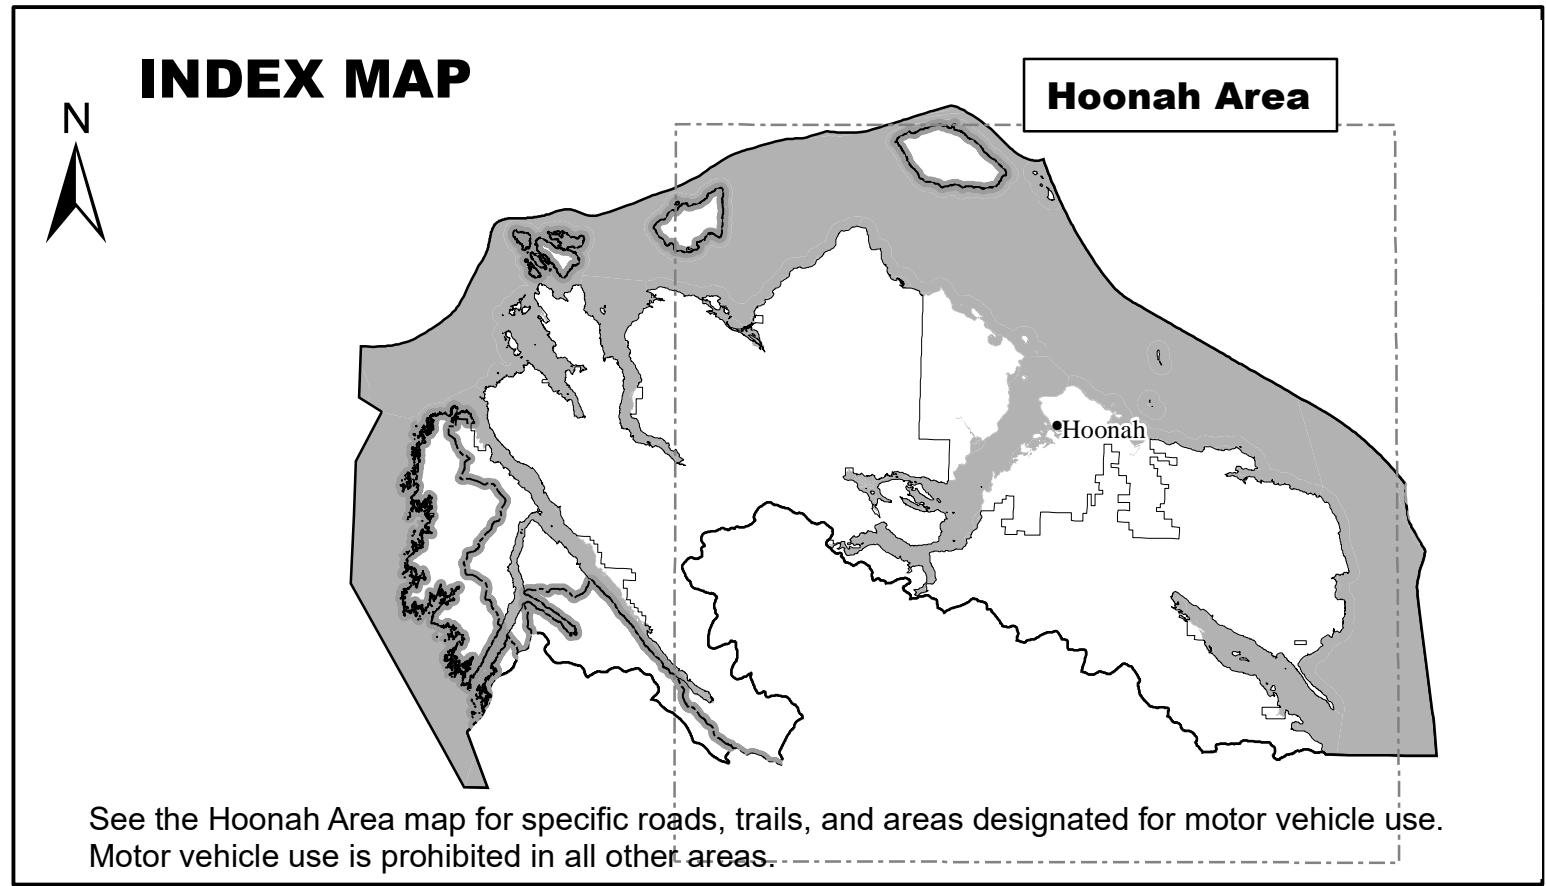 INDEX MAP
Hoonah Area
N
Hoonah
See the Hoonah Area map for specific roads, trails, and areas designated for motor vehicle use.
Motor vehicle use is prohibited in all other areas.